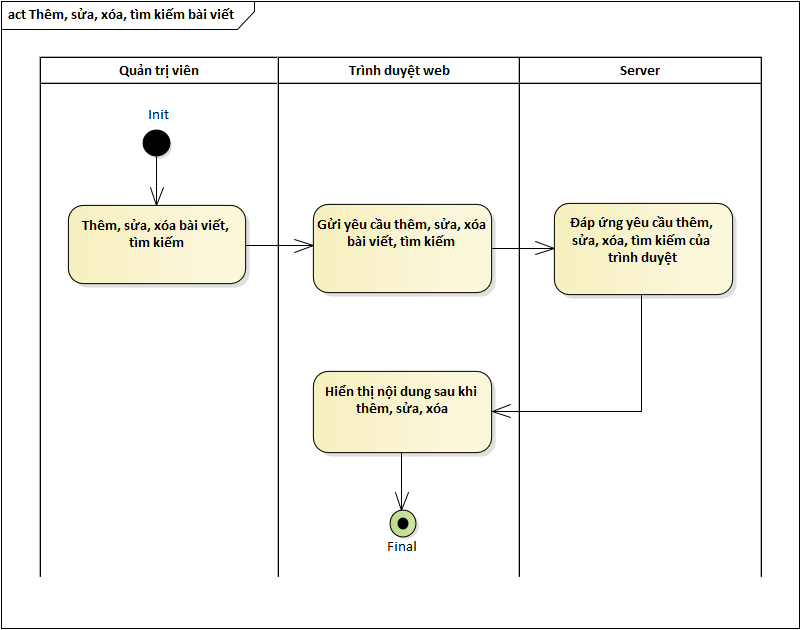 act Thêm, sửa, xóa, tìm kiếm bài viết
Quản trị viên
Trình duyệt web
Server
Init
Thêm, sửa, xóa bài viết,
tìm kiếm
Gửi yêu cầu thêm, sửa, xóa
bài viết, tìm kiếm
Đáp ứng yêu cầu thêm,
sửa, xóa, tìm kiếm của
trình duyệt
Hiển thị nội dung sau khi
thêm, sửa, xóa
Final